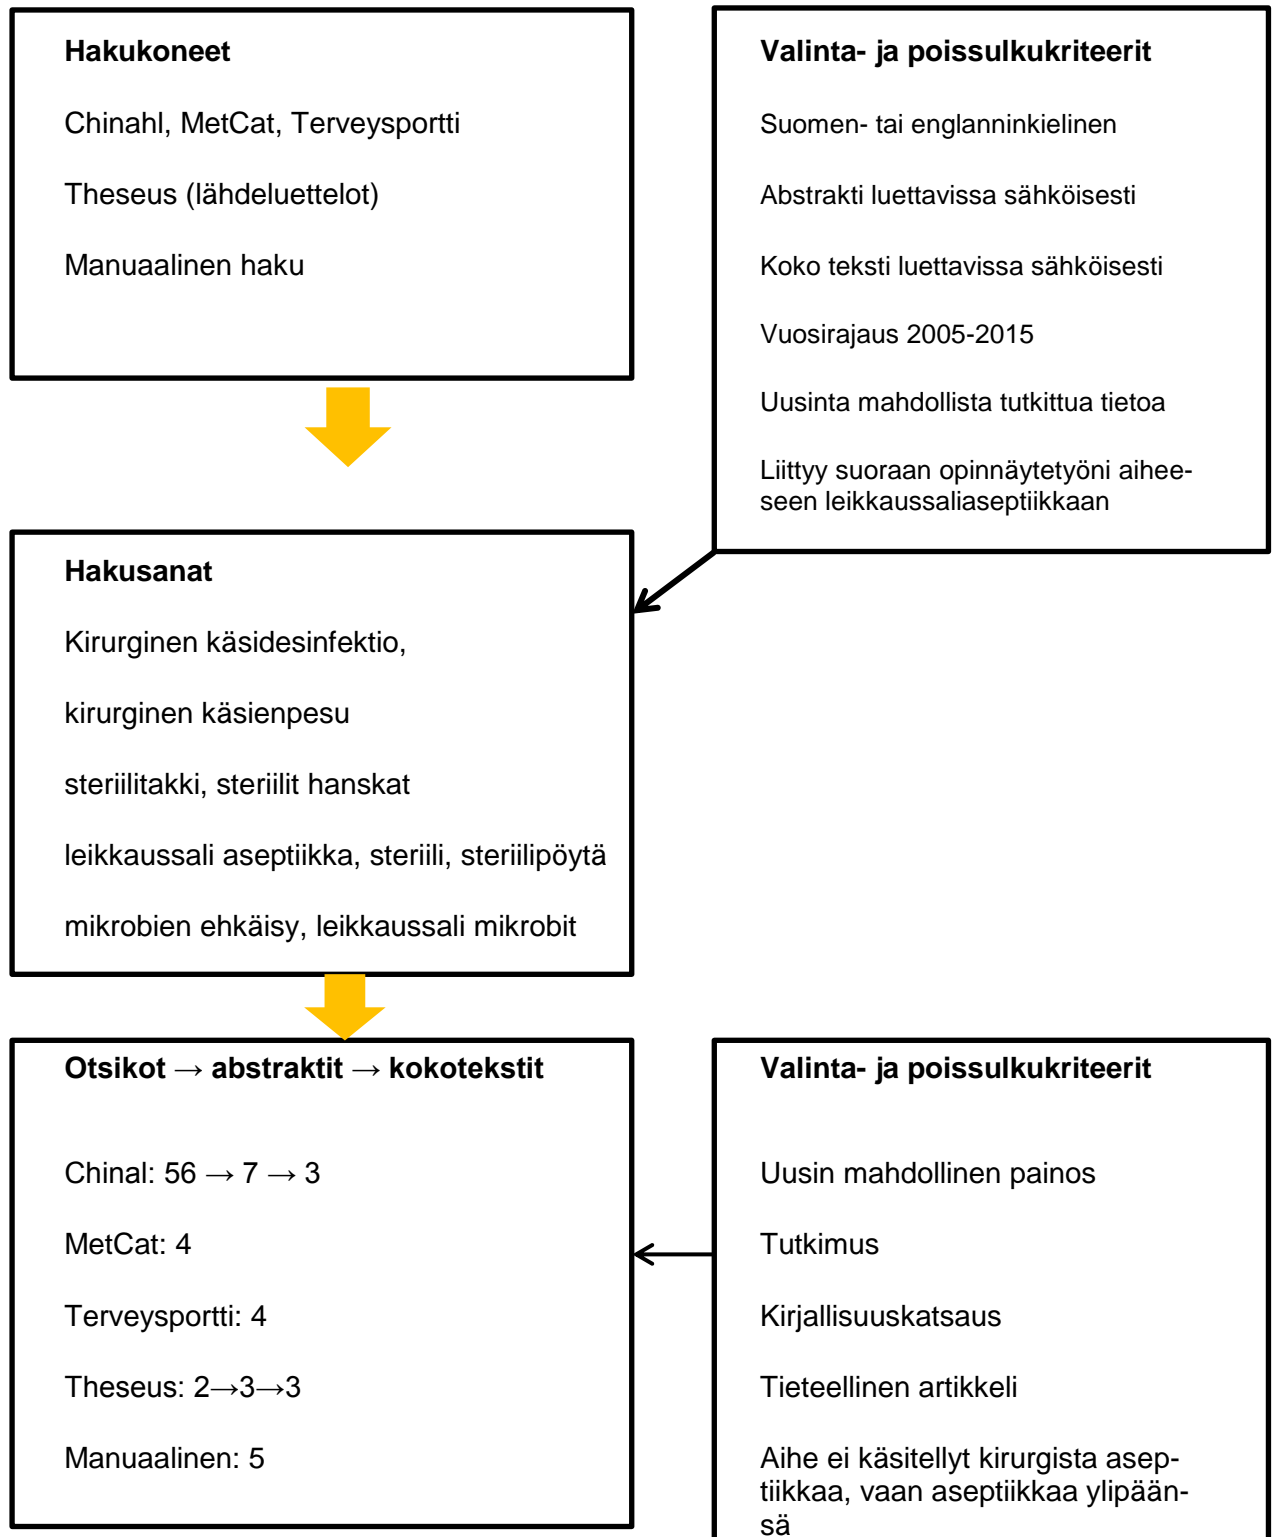 Hakukoneet
Chinahl, MetCat, Terveysportti
Theseus (lähdeluettelot)
Manuaalinen haku
Valinta- ja poissulkukriteerit
Suomen- tai englanninkielinen
Abstrakti luettavissa sähköisesti
Koko teksti luettavissa sähköisesti
Vuosirajaus 2005-2015
Uusinta mahdollista tutkittua tietoa
Liittyy suoraan opinnäytetyöni aihee-
seen leikkaussaliaseptiikkaan
Hakusanat
Kirurginen käsidesinfektio,
kirurginen käsienpesu
steriilitakki, steriilit hanskat
leikkaussali aseptiikka, steriili, steriilipöytä
mikrobien ehkäisy, leikkaussali mikrobit
Otsikot → abstraktit → kokotekstit
Chinal: 56 → 7 → 3
MetCat: 4
Terveysportti: 4
Theseus: 2→3→3
Manuaalinen: 5
Valinta- ja poissulkukriteerit
Uusin mahdollinen painos
Tutkimus
Kirjallisuuskatsaus
Tieteellinen artikkeli
Aihe ei käsitellyt kirurgista asep-
tiikkaa, vaan aseptiikkaa ylipään-
sä